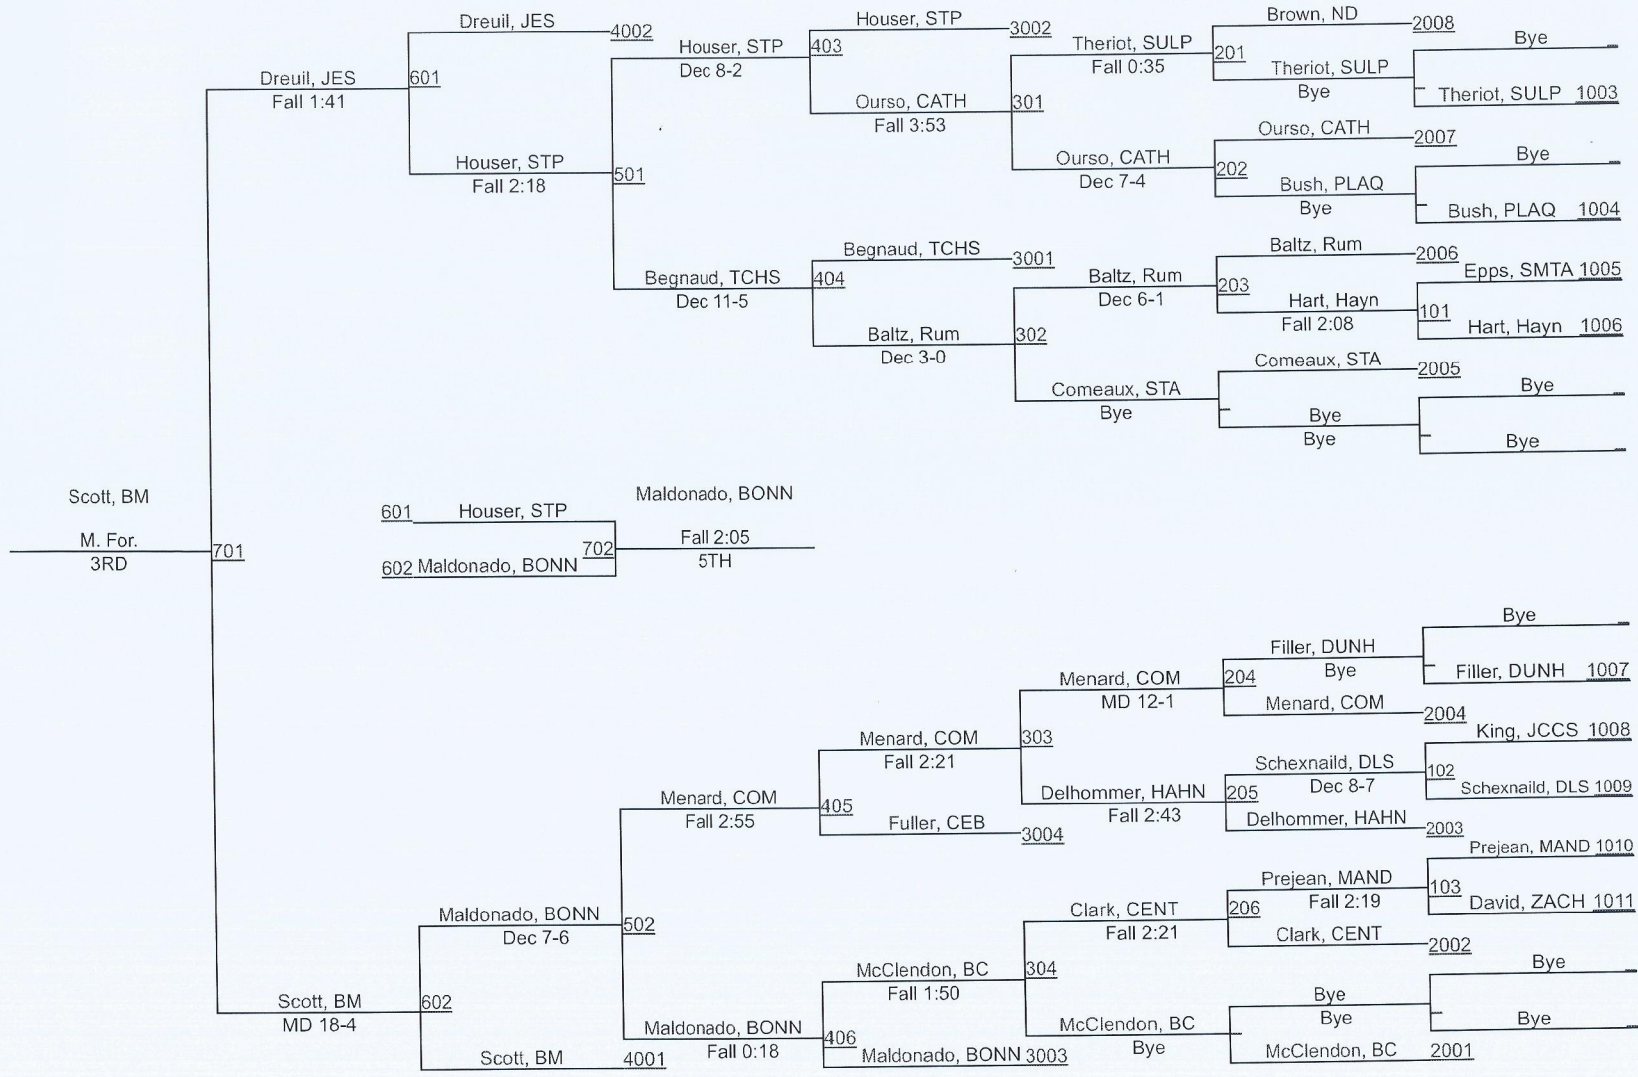 Dreuil, JES 4002
Houser, STP 3002
Brown, ND 2008
Bye
Houser, STP 403
Dec 8-2
Theriot, SULP 201
Fall 0:35
Theriot, SULP
Bye
Theriot, SULP 1003
Dreuil, JES 601
Fall 1:41
Ourso, CATH 301
Fall 3:53
Ourso, CATH 2007
Bye
Houser, STP 501
Fall 2:18
Ourso, CATH 202
Dec 7-4
Bush, PLAQ
Bye
Bush, PLAQ 1004
Begnaud, TCHS 3001
Baltz, Rum 2006
Epps, SMTA 1005
Begnaud, TCHS 404
Dec 11-5
Baltz, Rum 203
Dec 6-1
Hart, Hayn 101
Fall 2:08
Hart, Hayn 1006
Baltz, Rum 302
Dec 3-0
Comeaux, STA 2005
Bye
Comeaux, STA
Bye
Bye
Bye
Bye
Scott, BM
M. For. 701
3RD
601 Houser, STP
Maldonado, BONN
702 Fall 2:05
5TH
602 Maldonado, BONN
Bye
Filler, DUNH
Bye
Filler, DUNH 1007
Menard, COM 204
MD 12-1
Menard, COM 2004
King, JCCS 1008
Menard, COM 303
Fall 2:21
Schexnaild, DLS 102
Dec 8-7
Schexnaild, DLS 1009
Delhommer, HAHN 205
Fall 2:43
Delhommer, HAHN 2003
Menard, COM 405
Fall 2:55
Fuller, CEB 3004
Prejean, MAND 1010
Prejean, MAND 103
Fall 2:19
David, ZACH 1011
Maldonado, BONN 502
Dec 7-6
Clark, CENT 206
Fall 2:21
Clark, CENT 2002
McClendon, BC 304
Fall 1:50
Bye
Bye
Bye
Bye
Scott, BM 602
MD 18-4
Maldonado, BONN 406
Fall 0:18
McClendon, BC
Bye
McClendon, BC 2001
Scott, BM 4001
Maldonado, BONN 3003